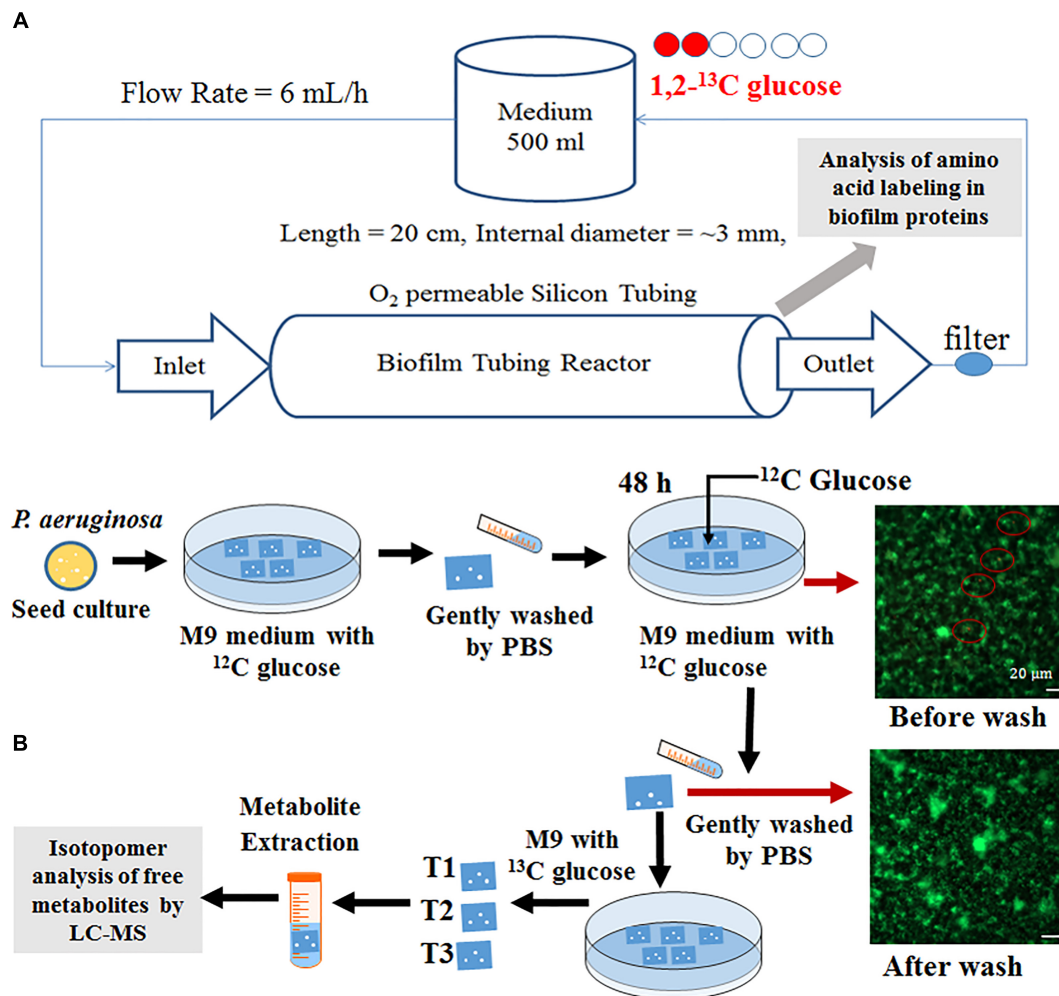 A
Flow Rate = 6 mL/h
Medium
500 ml
1,2-¹³C glucose
Analysis of amino
acid labeling in
biofilm proteins
Length = 20 cm, Internal diameter = ~3 mm,
O₂ permeable Silicon Tubing
Inlet
Biofilm Tubing Reactor
Outlet
filter
P. aeruginosa
Seed culture
M9 medium with
¹²C glucose
Gently washed
by PBS
48 h
¹²C Glucose
M9 medium with
¹²C glucose
20 µm
Before wash
B
Gently washed
by PBS
After wash
M9 with
¹³C glucose
T1
T2
T3
Metabolite
Extraction
Isotopomer
analysis of free
metabolites by
LC-MS